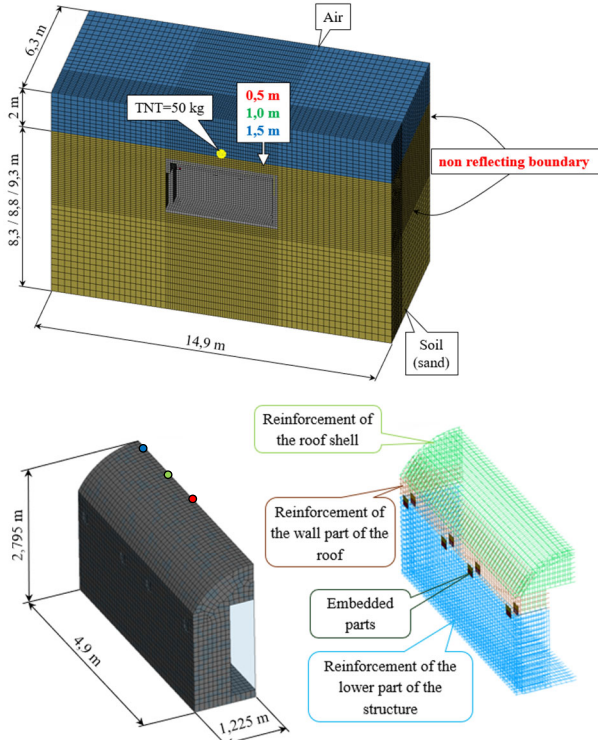 Air
6,3 m
2 m
TNT=50 kg
0,5 m
1,0 m
1,5 m
non reflecting boundary
8,3 / 8,8 / 9,3 m
14,9 m
Soil
(sand)
Reinforcement of
the roof shell
2,795 m
Reinforcement of
the wall part of the
roof
Embedded
parts
4,9 m
Reinforcement of the
lower part of the
structure
1,225 m